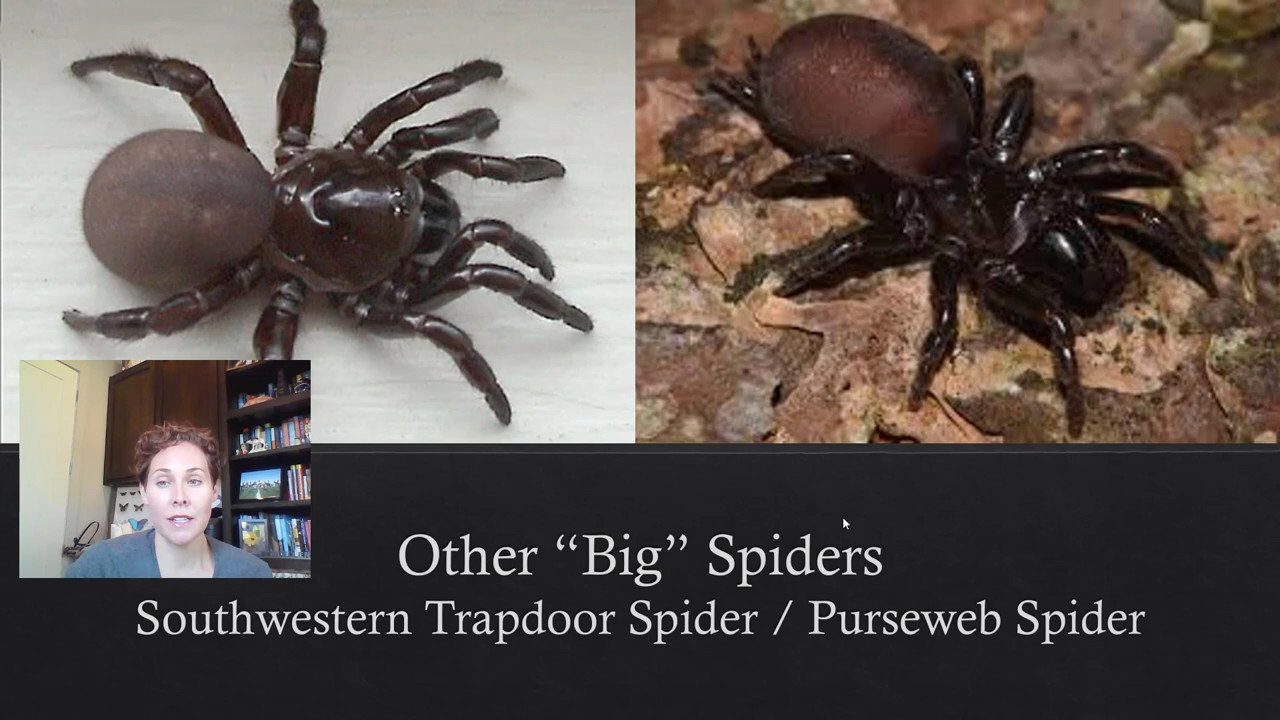 Other “Big” Spiders
Southwestern Trapdoor Spider / Purseweb Spider